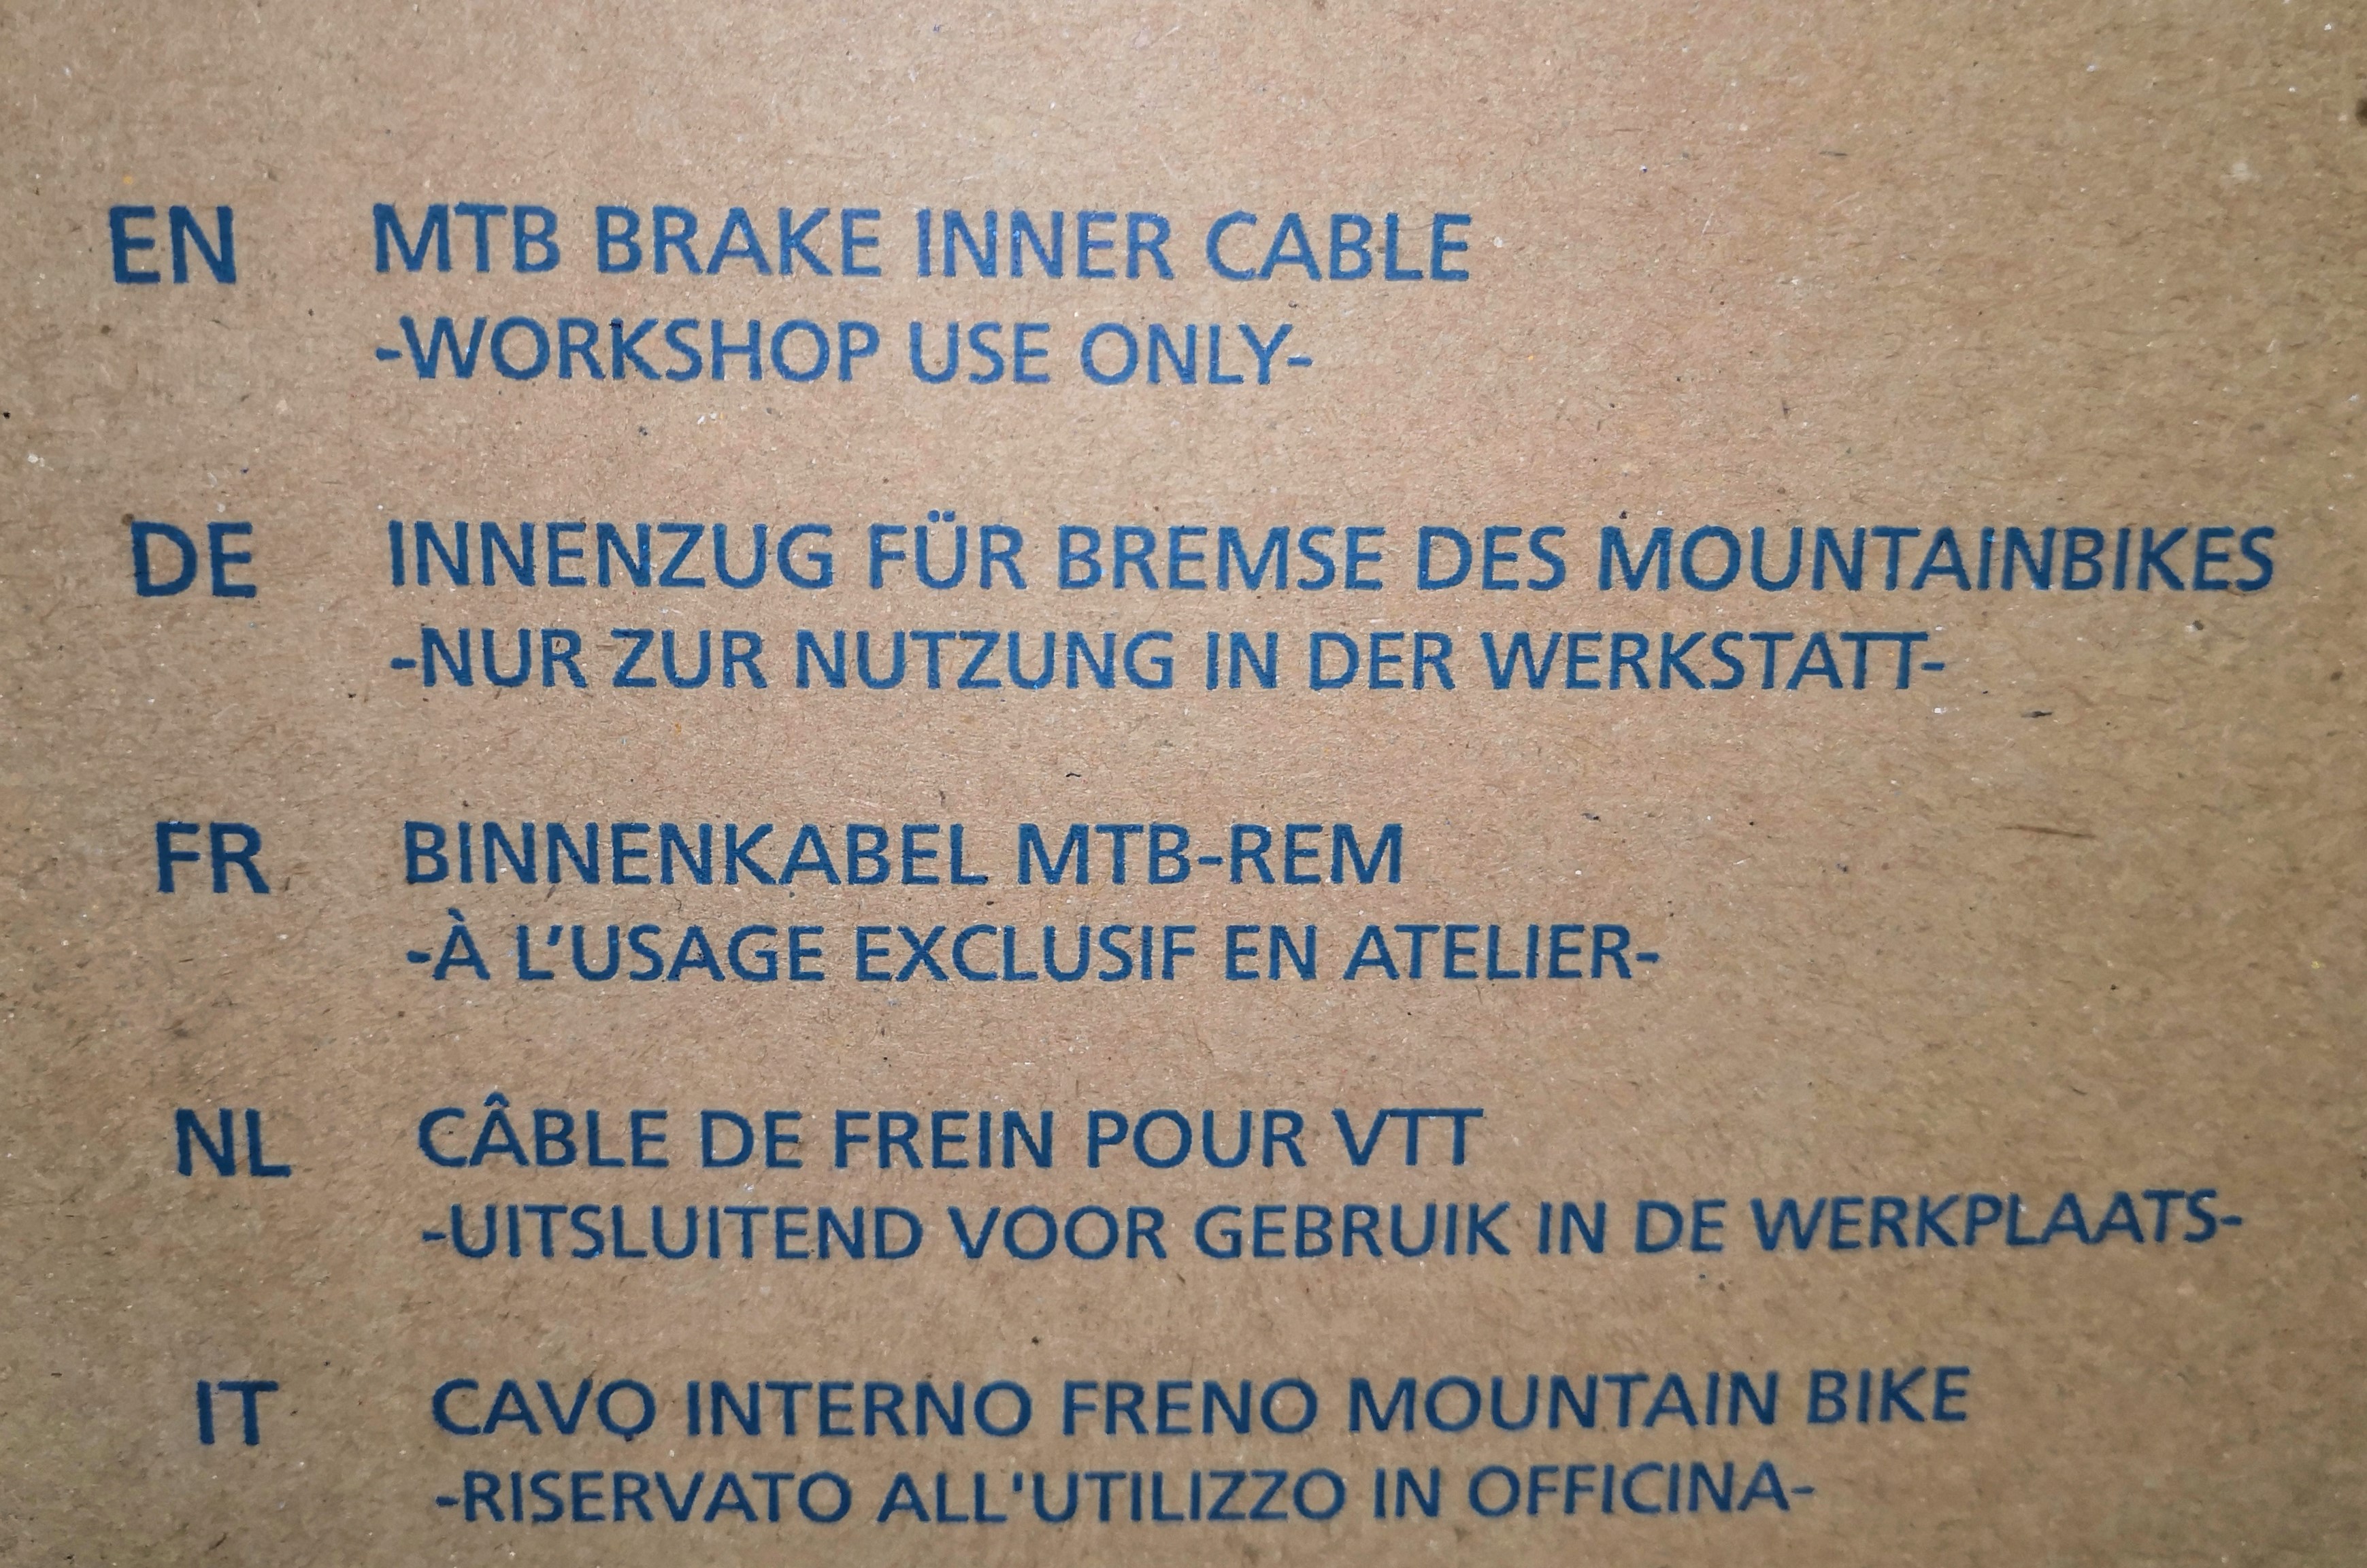 EN MTB BRAKE INNER CABLE
-WORKSHOP USE ONLY-
DE INNENZUG FÜR BREMSE DES MOUNTAINBIKES
-NUR ZUR NUTZUNG IN DER WERKSTATT-
FR BINNENKABEL MTB-REM
-À L’USAGE EXCLUSIF EN ATELIER-
NL CÂBLE DE FREIN POUR VTT
-UITSLUITEND VOOR GEBRUIK IN DE WERKPLAATS-
IT CAVO INTERNO FRENO MOUNTAIN BIKE
-RISERVATO ALL'UTILIZZO IN OFFICINA-